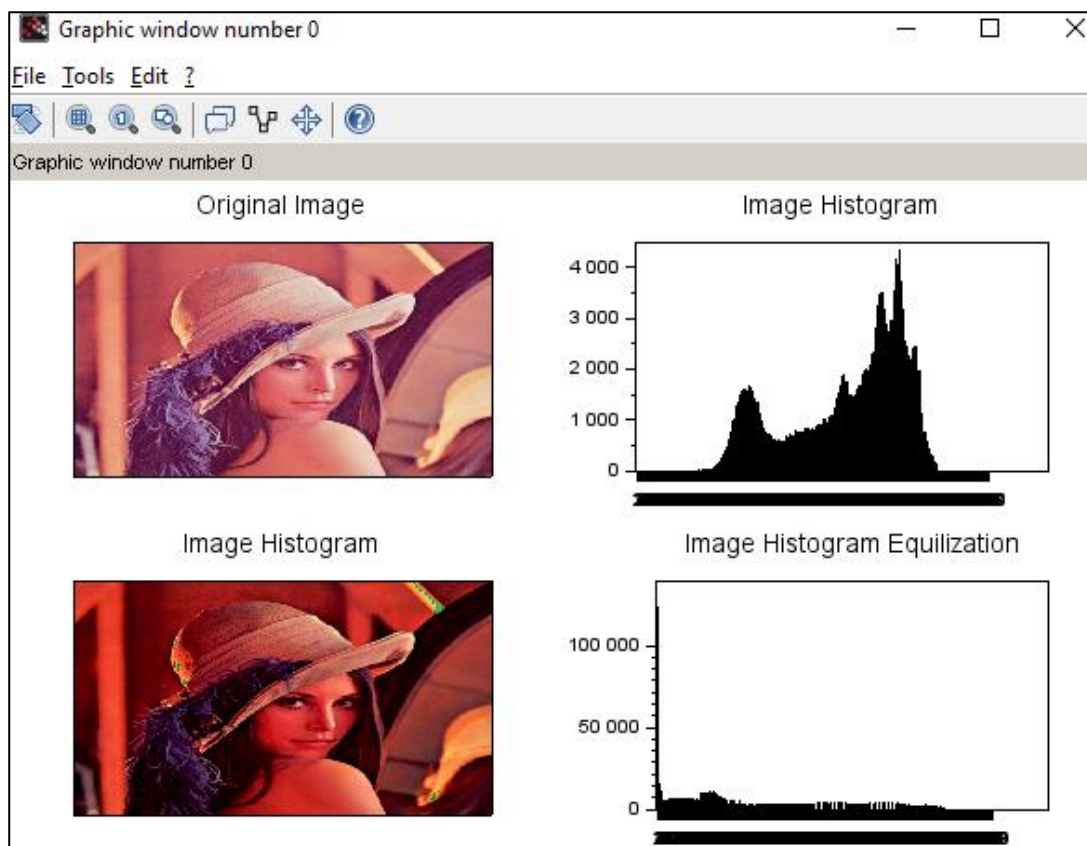 Graphic window number 0
File Tools Edit ?
Graphic window number 0
Original Image
Image Histogram
4 000
3 000
2 000
1 000
0
Image Histogram
Image Histogram Equilization
100 000
50 000
0